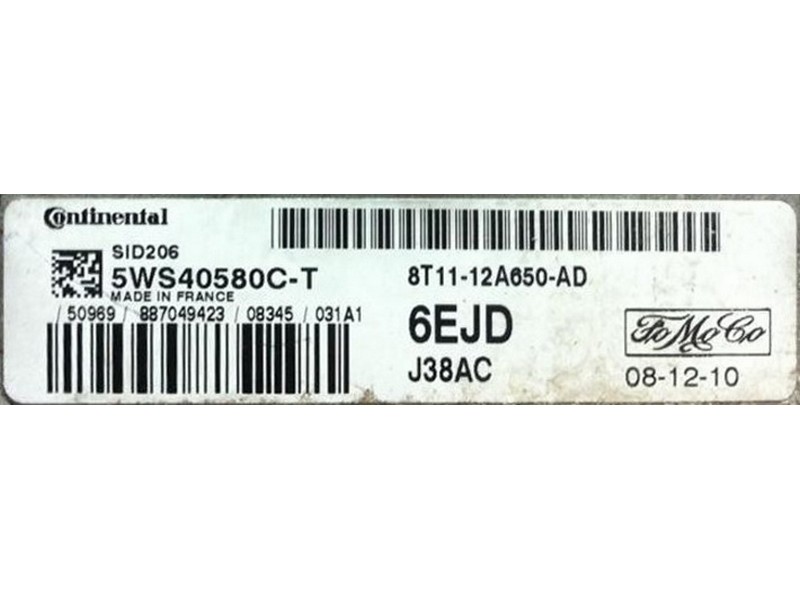 Continental
SID206
5WS40580C-T
MADE IN FRANCE
/ 50969 / 887049423 / 08345 / 031A1
8T11-12A650-AD
6EJD
J38AC
FoMoCo
08-12-10